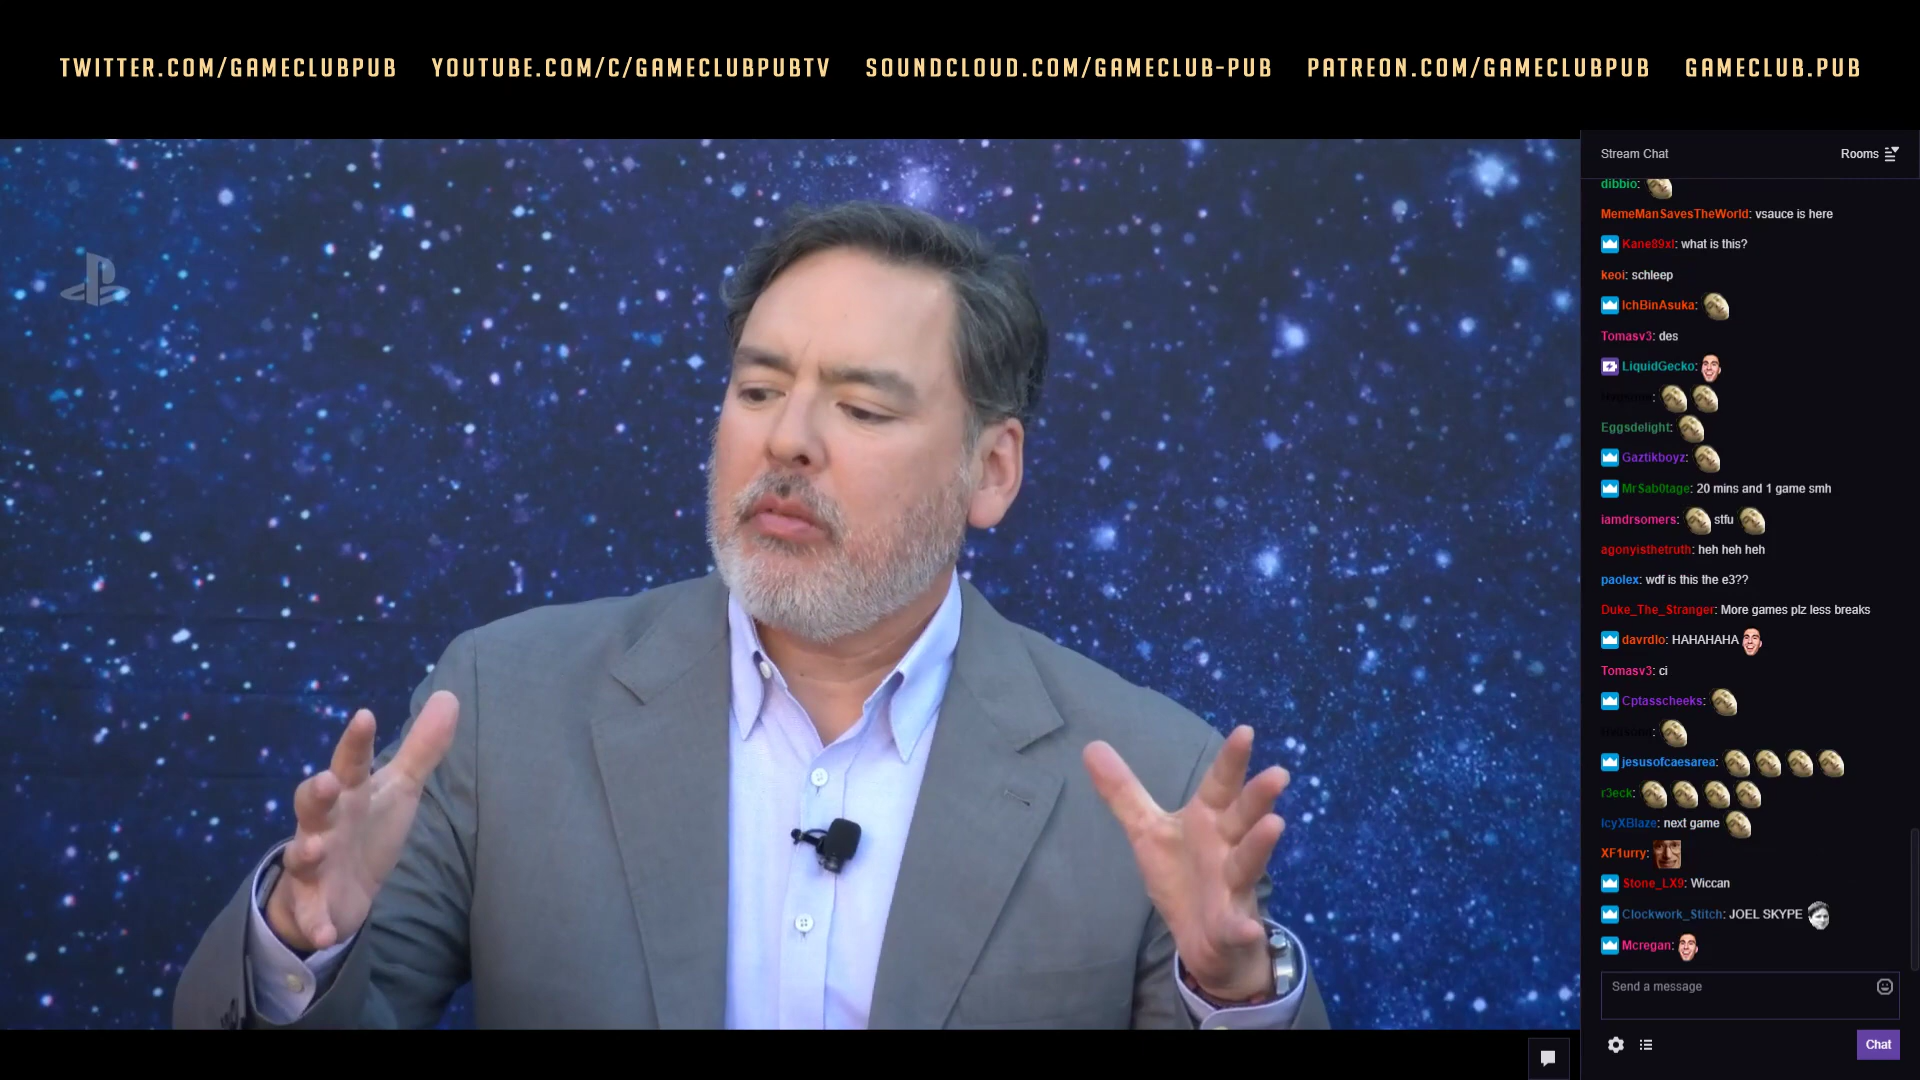 TWITTER.COM/GAMECLUBPUB YOUTUBE.COM/C/GAMECLUBPUBTV SOUNDCLOUD.COM/GAMECLUB-PUB PATREON.COM/GAMECLUBPUB GAMECLUB.PUB
Stream Chat Rooms
dibbio:
MemeManSavesTheWorld: vsauce is here
Kane89xl: what is this?
keoi: schleep
IchBinAsuka:
Tomasv3: des
LiquidGecko:
Eggsdelight:
Gaztikboyz:
MrSab0tage: 20 mins and 1 game smh
iamdrsomers: stfu
agonyisthetruth: heh heh heh
paolex: wdf is this the e3??
Duke_The_Stranger: More games plz less breaks
davrdlo: HAHAHAHA
Tomasv3: ci
Cptasscheeks:
jesusofcaesarea:
r3eck:
IcyXBlaze: next game
XF1urry:
Stone_LX9: Wiccan
Clockwork_Stitch: JOEL SKYPE
Mcregan:
Send a message
Chat